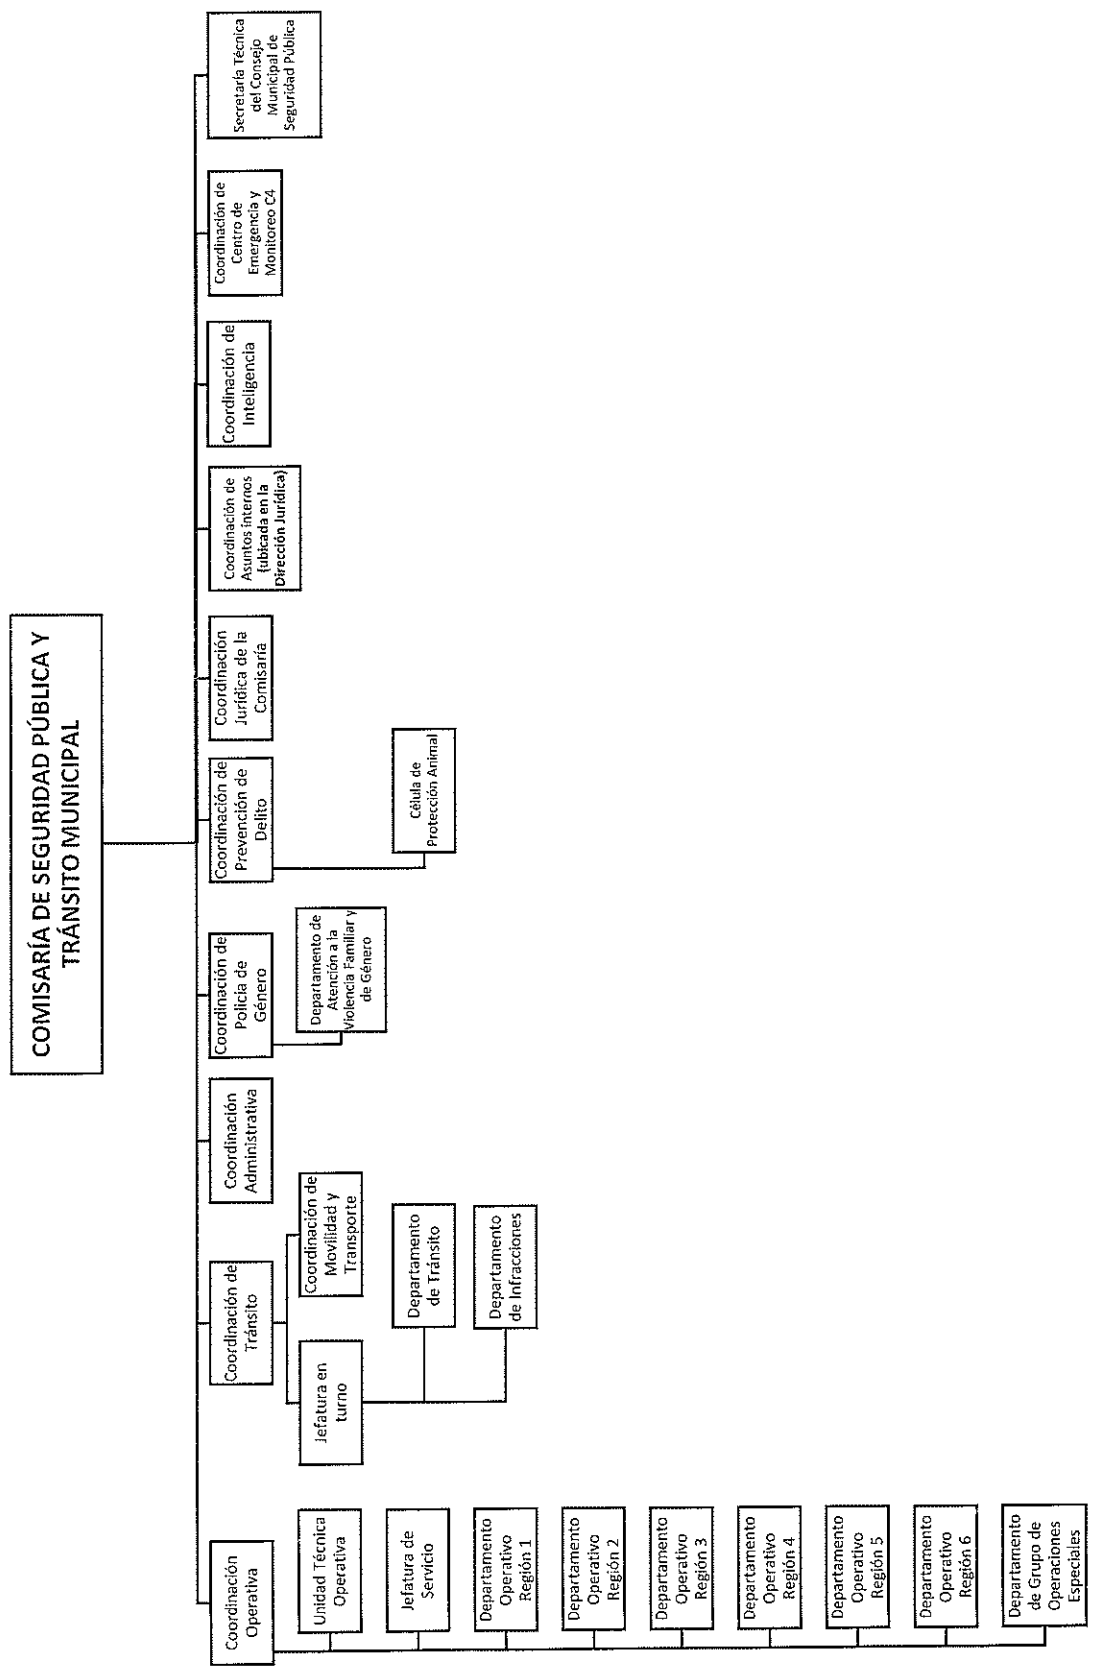 COMISARÍA DE SEGURIDAD PÚBLICA Y
TRÁNSITO MUNICIPAL
Coordinación
Operativa
Unidad Técnica
Operativa
Jefatura de
Servicio
Departamento
Operativo
Región 1
Departamento
Operativo
Región 2
Departamento
Operativo
Región 3
Departamento
Operativo
Región 4
Departamento
Operativo
Región 5
Departamento
Operativo
Región 6
Departamento
de Grupo de
Operaciones
Especiales
Coordinación de
Tránsito
Jefatura en
turno
Coordinación de
Movilidad y
Transporte
Departamento
de Tránsito
Departamento
de Infracciones
Coordinación
Administrativa
Coordinación de
Policía de
Género
Departamento de
Atención a la
Violencia Familiar y
de Género
Coordinación de
Prevención de
Delito
Célula de
Protección Animal
Coordinación
Jurídica de la
Comisaría
Coordinación de
Asuntos internos
(ubicada en la
Dirección Jurídica)
Coordinación de
Inteligencia
Coordinación de
Centro de
Emergencia y
Monitoreo C4
Secretaría Técnica
del Consejo
Municipal de
Seguridad Pública